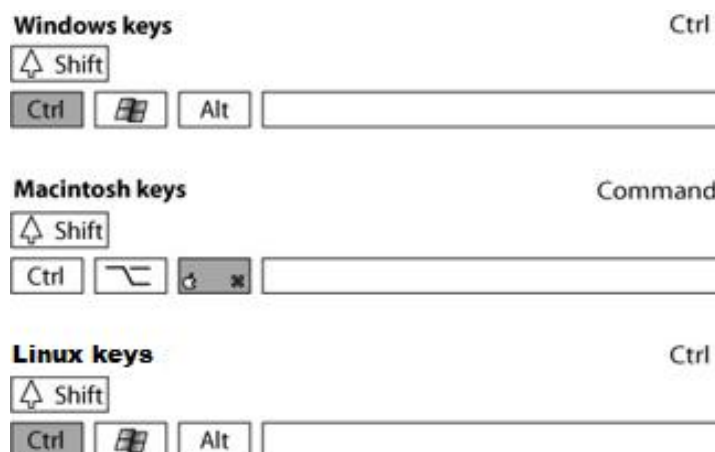 Windows keys Ctrl
Shift
Ctrl Alt
Macintosh keys Command
Shift
Ctrl
Linux keys Ctrl
Shift
Ctrl Alt